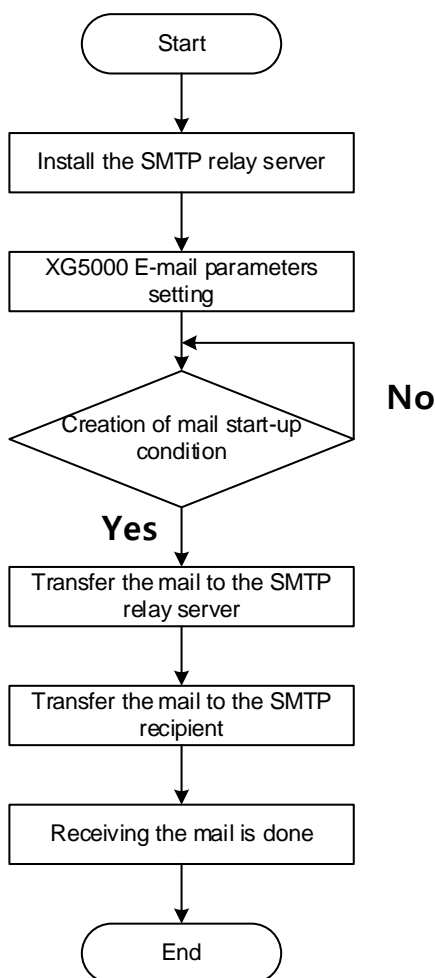 Start
Install the SMTP relay server
XG5000 E-mail parameters
setting
Creation of mail start-up
condition
No
Yes
Transfer the mail to the SMTP
relay server
Transfer the mail to the SMTP
recipient
Receiving the mail is done
End